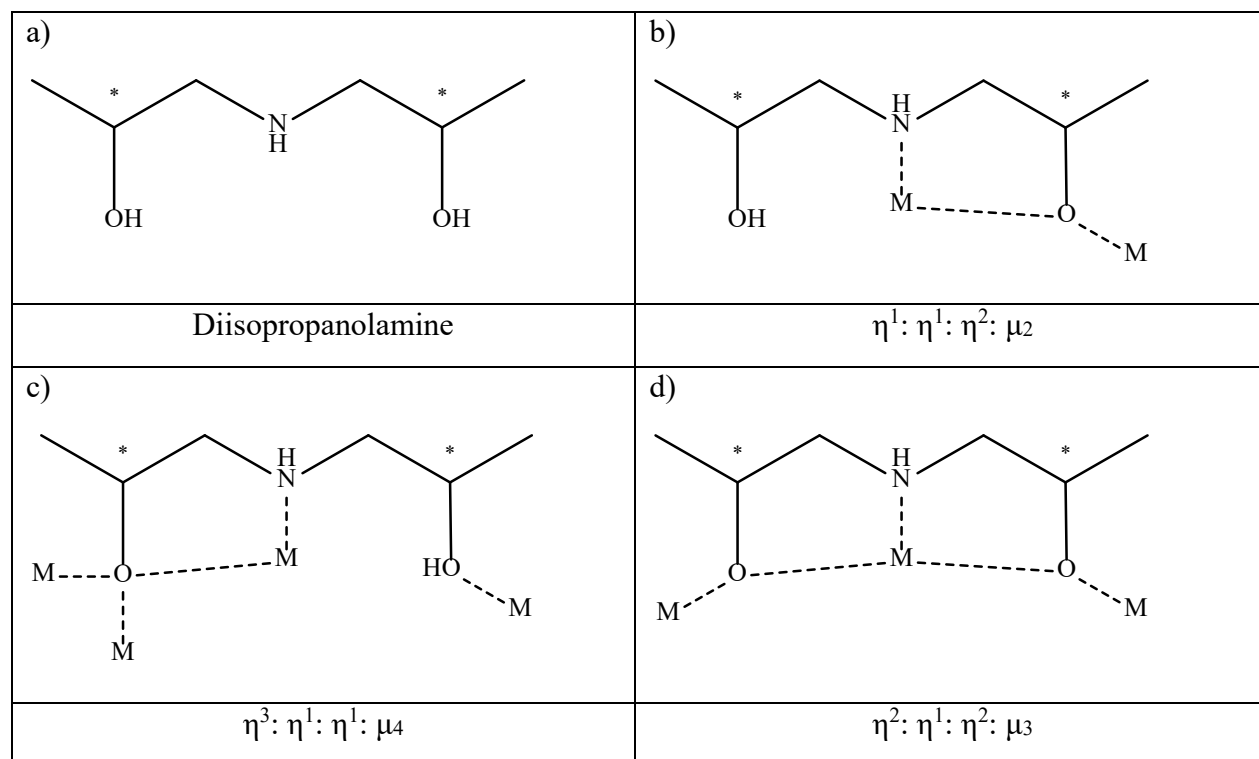 a)
*
*
N
H
OH
OH
Diisopropanolamine
b)
*
*
H
N
M
O
OH
M
η¹: η¹: η²: μ₂
c)
*
*
H
N
M
M
O
HO
M
M
η³: η¹: η¹: μ₄
d)
*
*
H
N
M
O
O
M
M
η²: η¹: η²: μ₃